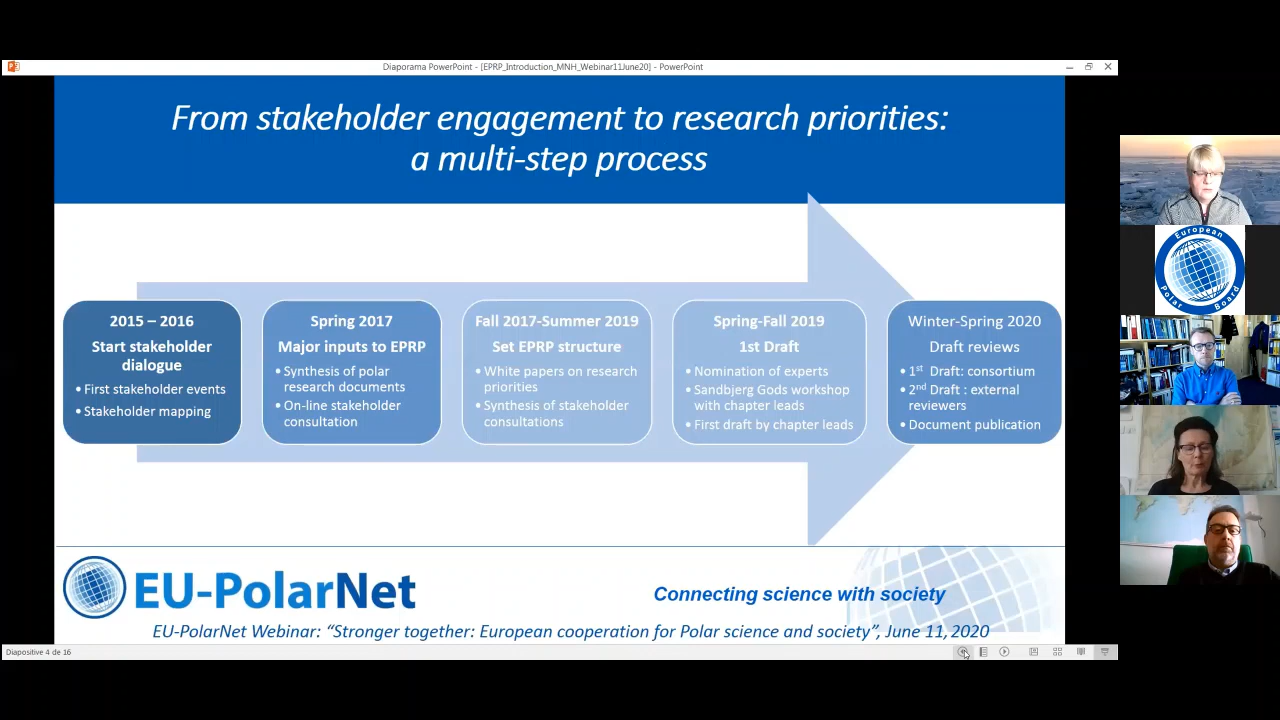 Diaporama PowerPoint - [EPRP_Introduction_MNH_Webinar11June20] - PowerPoint
From stakeholder engagement to research priorities:
a multi-step process
2015 – 2016
Start stakeholder
dialogue
• First stakeholder events
• Stakeholder mapping
Spring 2017
Major inputs to EPRP
• Synthesis of polar
research documents
• On-line stakeholder
consultation
Fall 2017-Summer 2019
Set EPRP structure
• White papers on research
priorities
• Synthesis of stakeholder
consultations
Spring-Fall 2019
1st Draft
• Nomination of experts
• Sandbjerg Gods workshop
with chapter leads
• First draft by chapter leads
Winter-Spring 2020
Draft reviews
• 1st Draft: consortium
• 2nd Draft : external
reviewers
• Document publication
EU-PolarNet
Connecting science with society
EU-PolarNet Webinar: “Stronger together: European cooperation for Polar science and society”, June 11, 2020
Diapositive 4 de 16
European
Polar Board